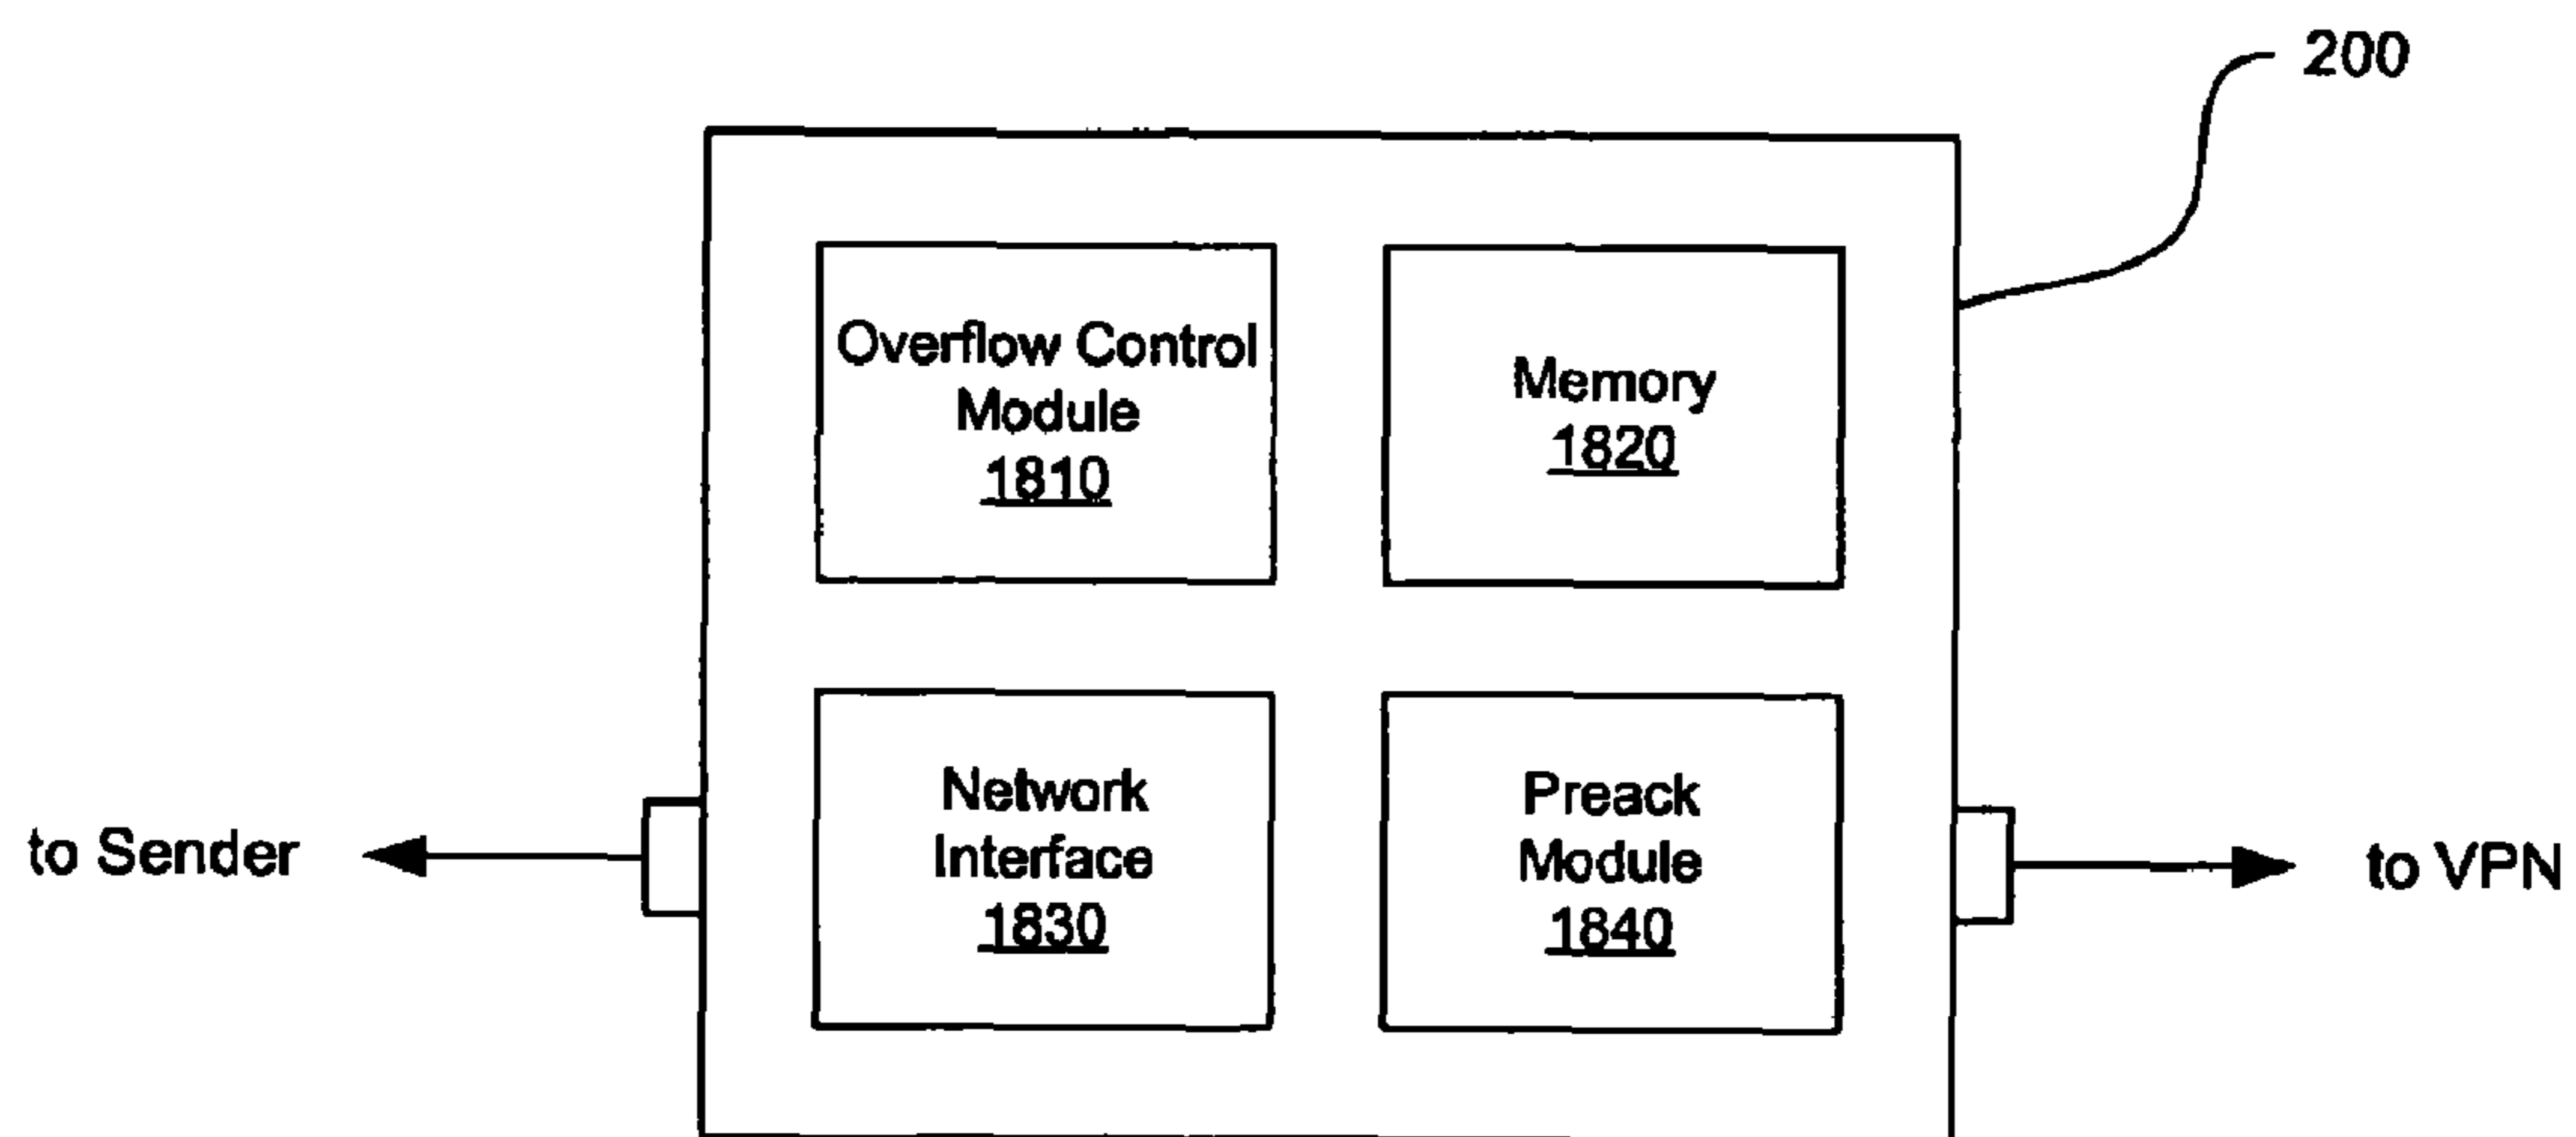 200
Overflow Control
Module
1810
Memory
1820
Network
Interface
1830
Preack
Module
1840
to Sender
to VPN